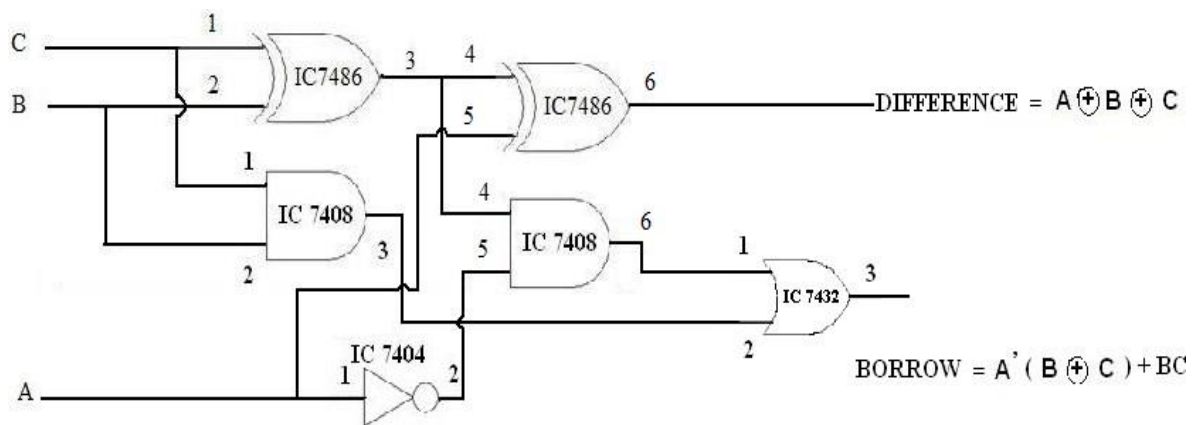 C
1
IC7486
3
4
IC7486
6
DIFFERENCE = A ⊕ B ⊕ C
B
2
5
1
IC 7408
3
2
4
IC 7408
6
5
1
IC 7432
3
2
IC 7404
A
1
2
BORROW = A' ( B ⊕ C ) + BC